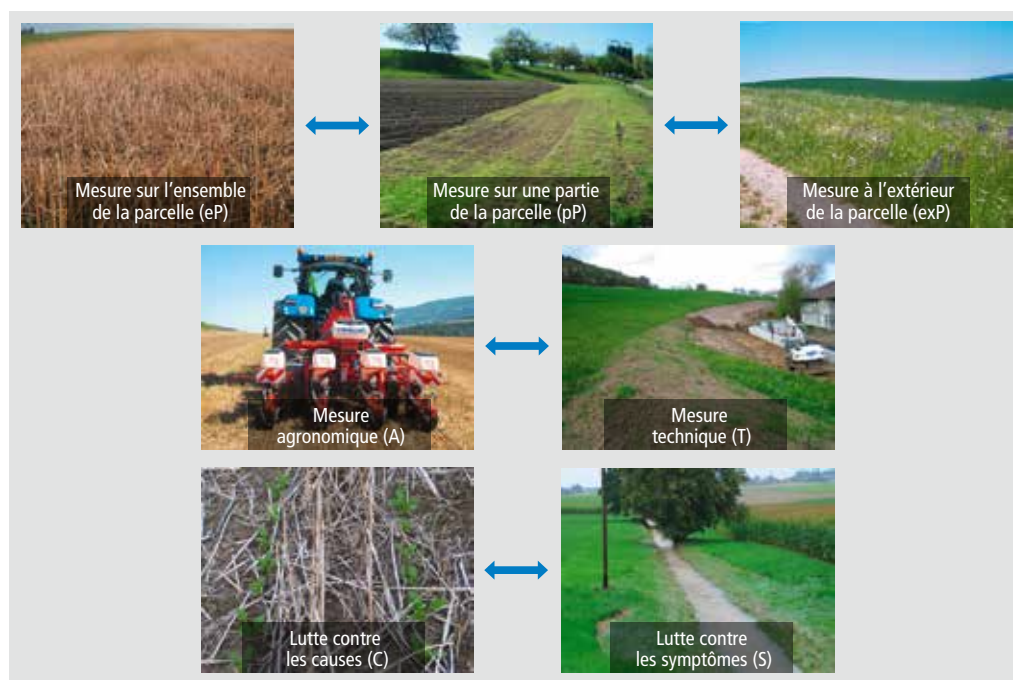 Mesure sur l'ensemble
de la parcelle (eP)
Mesure sur une partie
de la parcelle (pP)
Mesure à l'extérieur
de la parcelle (exP)
Mesure
agronomique (A)
Mesure
technique (T)
Lutte contre
les causes (C)
Lutte contre
les symptômes (S)